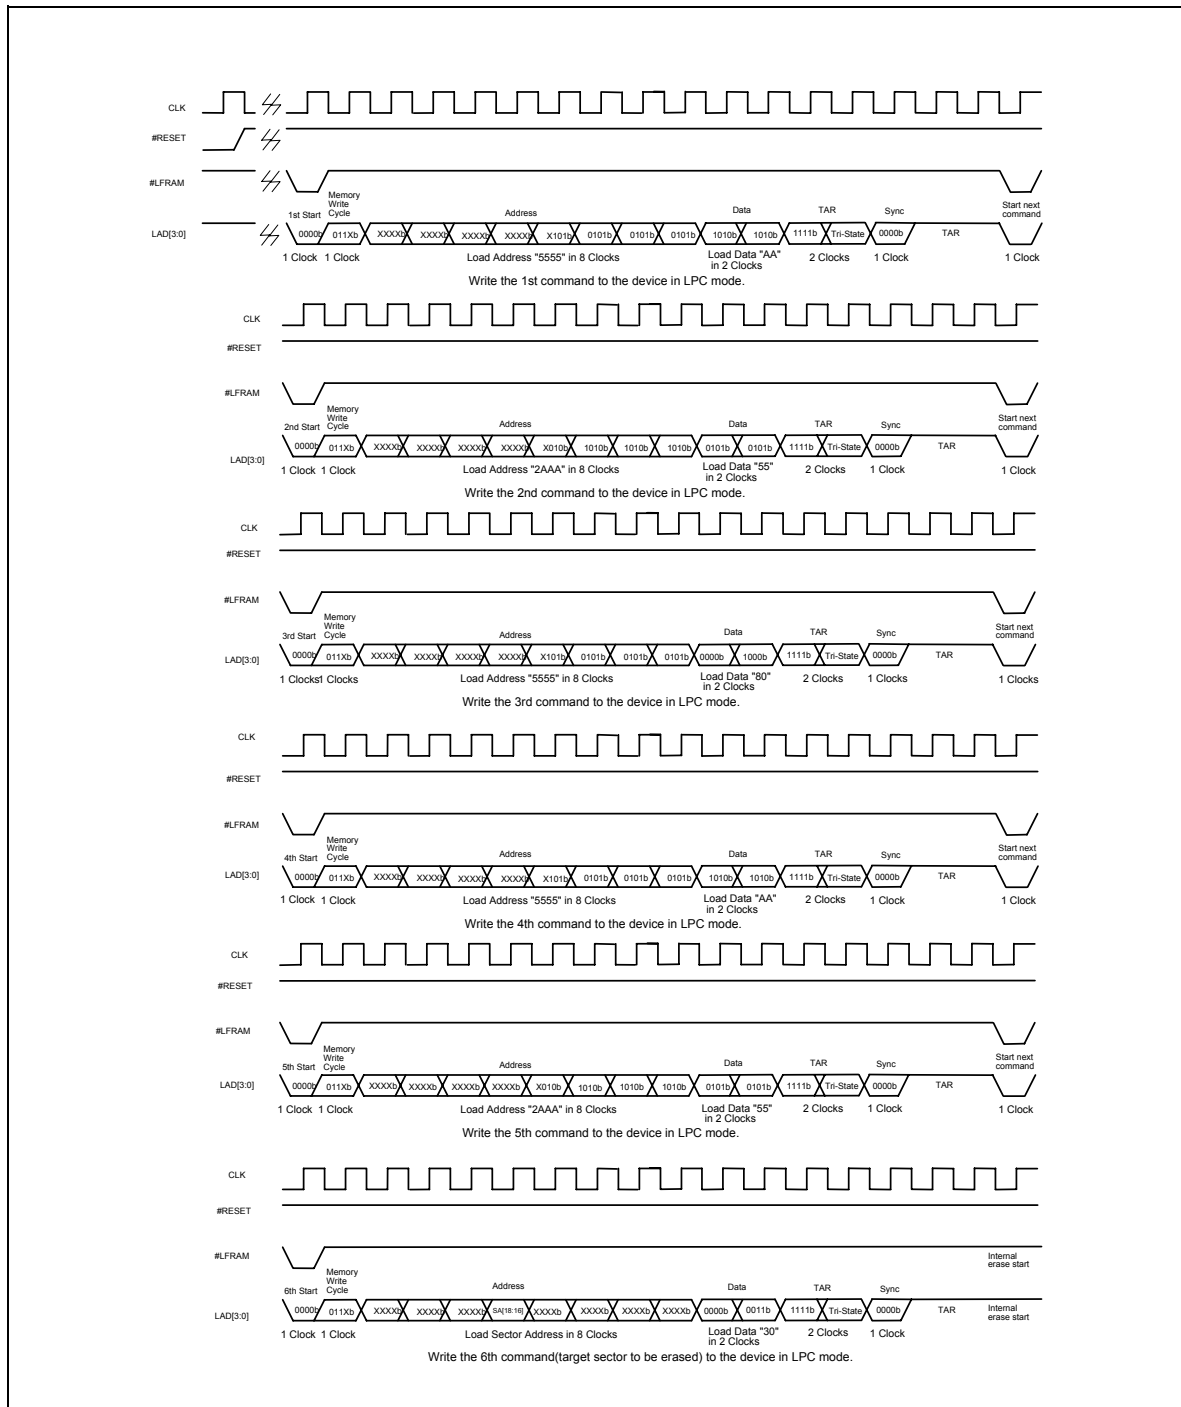 CLK
#RESET
#LFRAM
Memory
Write
Cycle
Start next
command
1st Start
Address
Data
TAR
Sync
LAD[3:0]
0000b 011Xb XXXXb XXXXb XXXXb XXXXb X101b 0101b 0101b 0101b 1010b 1010b 1111b Tri-State 0000b TAR
1 Clock 1 Clock Load Address "5555" in 8 Clocks Load Data "AA" in 2 Clocks 2 Clocks 1 Clock 1 Clock
Write the 1st command to the device in LPC mode.
CLK
#RESET
#LFRAM
Memory
Write
Cycle
Start next
command
2nd Start
Address
Data
TAR
Sync
LAD[3:0]
0000b 011Xb XXXXb XXXXb XXXXb XXXXb X010b 1010b 1010b 1010b 0101b 0101b 1111b Tri-State 0000b TAR
1 Clock 1 Clock Load Address "2AAA" in 8 Clocks Load Data "55" in 2 Clocks 2 Clocks 1 Clock 1 Clock
Write the 2nd command to the device in LPC mode.
CLK
#RESET
#LFRAM
Memory
Write
Cycle
Start next
command
3rd Start
Address
Data
TAR
Sync
LAD[3:0]
0000b 011Xb XXXXb XXXXb XXXXb XXXXb X101b 0101b 0101b 0101b 0000b 1000b 1111b Tri-State 0000b TAR
1 Clocks 1 Clocks Load Address "5555" in 8 Clocks Load Data "80" in 2 Clocks 2 Clocks 1 Clocks 1 Clocks
Write the 3rd command to the device in LPC mode.
CLK
#RESET
#LFRAM
Memory
Write
Cycle
Start next
command
4th Start
Address
Data
TAR
Sync
LAD[3:0]
0000b 011Xb XXXXb XXXXb XXXXb XXXXb X101b 0101b 0101b 0101b 1010b 1010b 1111b Tri-State 0000b TAR
1 Clock 1 Clock Load Address "5555" in 8 Clocks Load Data "AA" in 2 Clocks 2 Clocks 1 Clock 1 Clock
Write the 4th command to the device in LPC mode.
CLK
#RESET
#LFRAM
Memory
Write
Cycle
Start next
command
5th Start
Address
Data
TAR
Sync
LAD[3:0]
0000b 011Xb XXXXb XXXXb XXXXb XXXXb X010b 1010b 1010b 1010b 0101b 0101b 1111b Tri-State 0000b TAR
1 Clock 1 Clock Load Address "2AAA" in 8 Clocks Load Data "55" in 2 Clocks 2 Clocks 1 Clock 1 Clock
Write the 5th command to the device in LPC mode.
CLK
#RESET
#LFRAM
Internal
erase start
Memory
Write
Cycle
6th Start
Address
Data
TAR
Sync
LAD[3:0]
0000b 011Xb XXXXb XXXXb XXXXb SA[18:16] XXXXb XXXXb XXXXb XXXXb 0000b 0011b 1111b Tri-State 0000b TAR
Internal
erase start
1 Clock 1 Clock Load Sector Address in 8 Clocks Load Data "30" in 2 Clocks 2 Clocks 1 Clock
Write the 6th command(target sector to be erased) to the device in LPC mode.